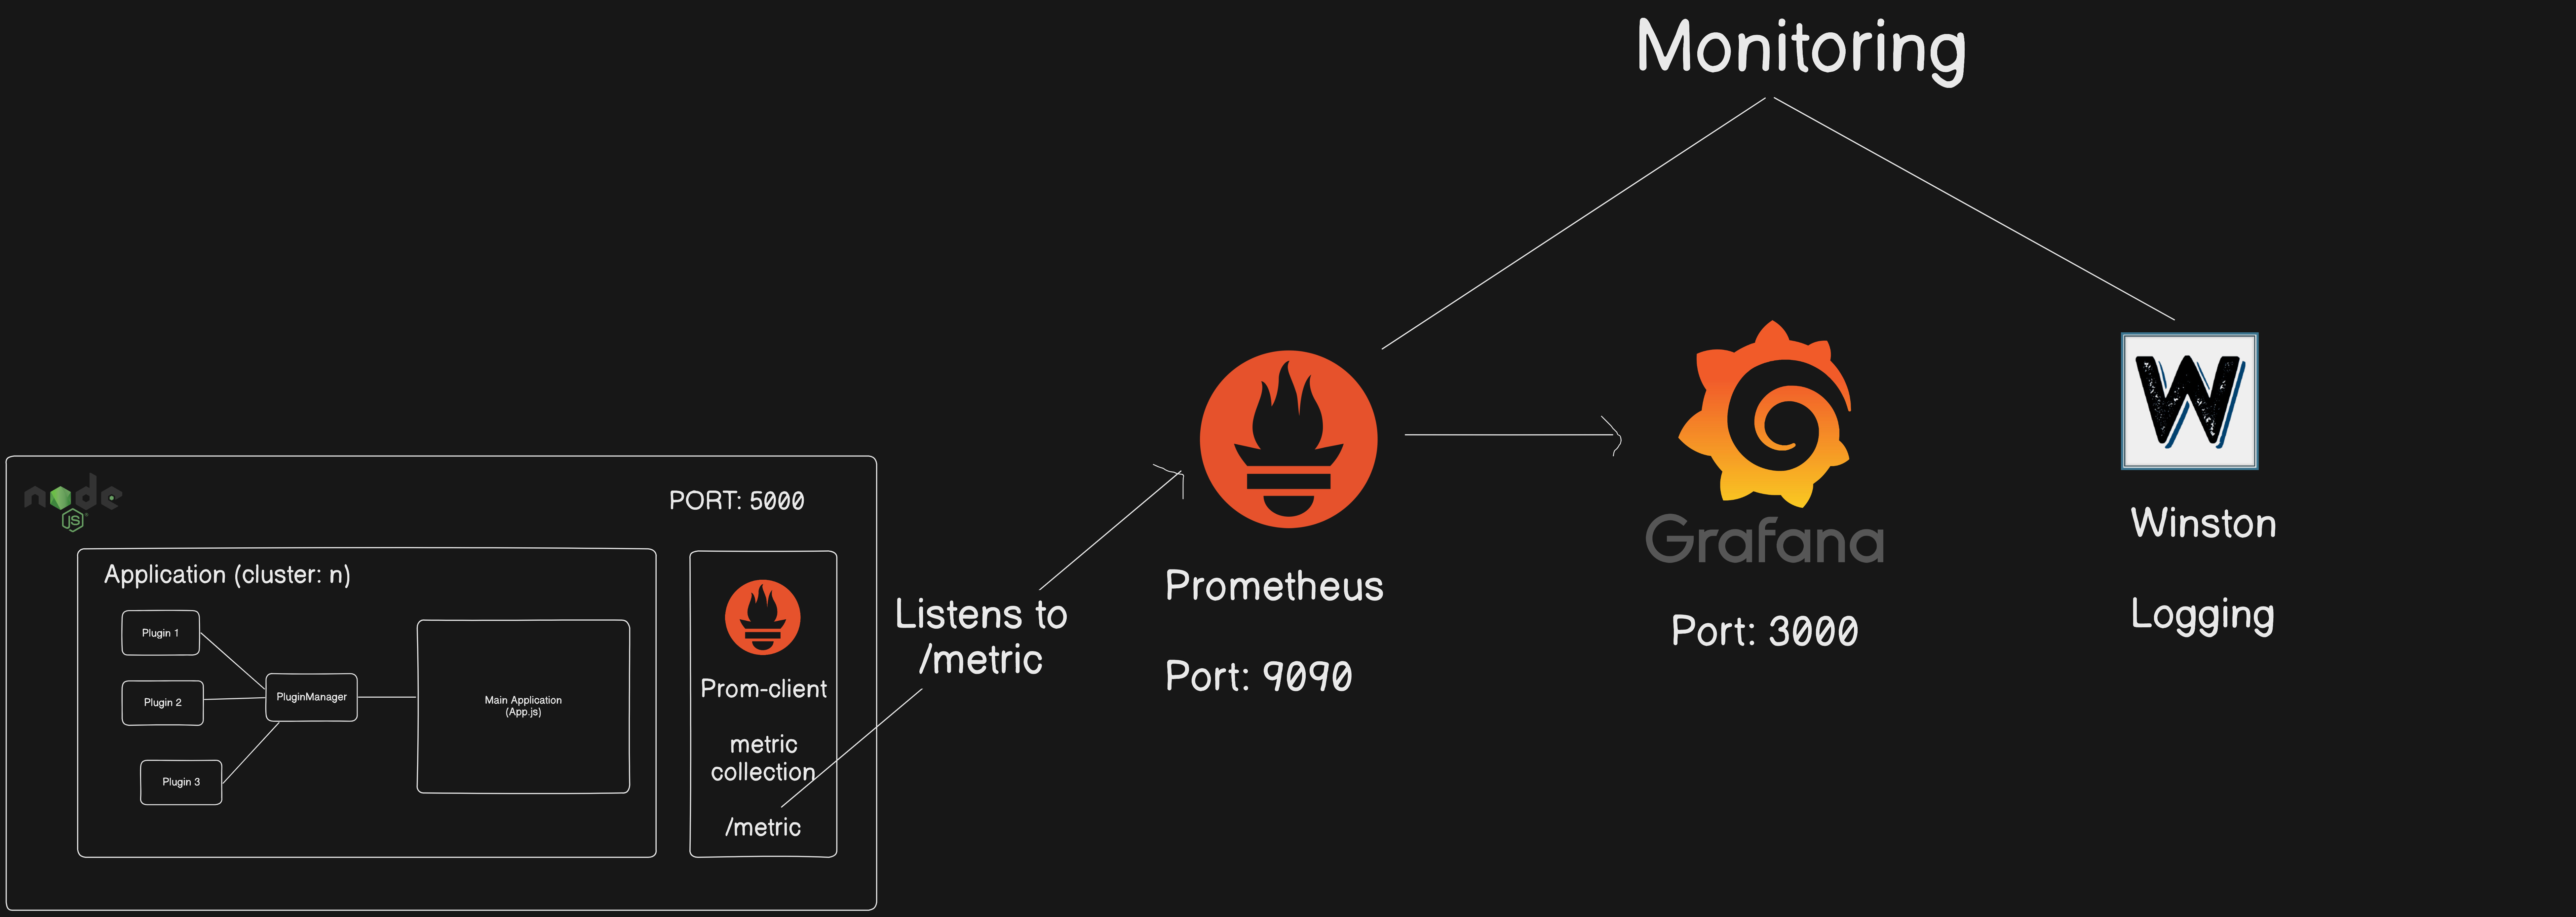 Monitoring
node
JS
PORT: 5000
Application (cluster: n)
Plugin 1
Plugin 2
Plugin 3
PluginManager
Main Application
(App.js)
Prom-client
metric
collection
/metric
Listens to
/metric
Prometheus
Port: 9090
Grafana
Port: 3000
W
Winston
Logging